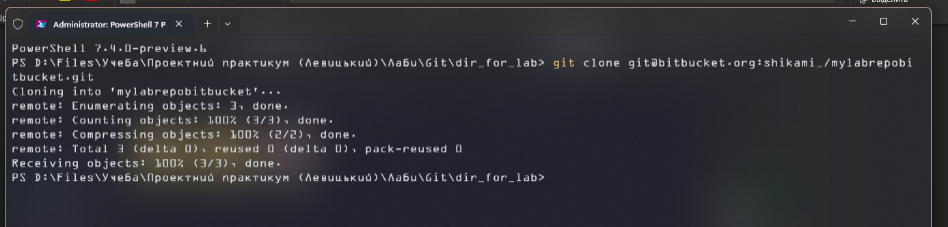 Administrator: PowerShell 7 P
PowerShell 7.4.0-preview.6
PS D:\Files\Учеба\Проектний практикум (Левицький)\Лаби\Git\dir_for_lab> git clone git@bitbucket.org:shikami_/mylabrepobi
tbucket.git
Cloning into 'mylabrepobitbucket'...
remote: Enumerating objects: 3, done.
remote: Counting objects: 100% (3/3), done.
remote: Compressing objects: 100% (2/2), done.
remote: Total 3 (delta 0), reused 0 (delta 0), pack-reused 0
Receiving objects: 100% (3/3), done.
PS D:\Files\Учеба\Проектний практикум (Левицький)\Лаби\Git\dir_for_lab>